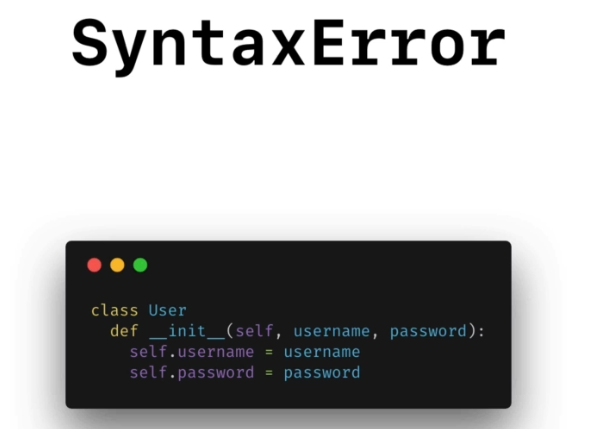 SyntaxError
class User
  def __init__(self, username, password):
    self.username = username
    self.password = password